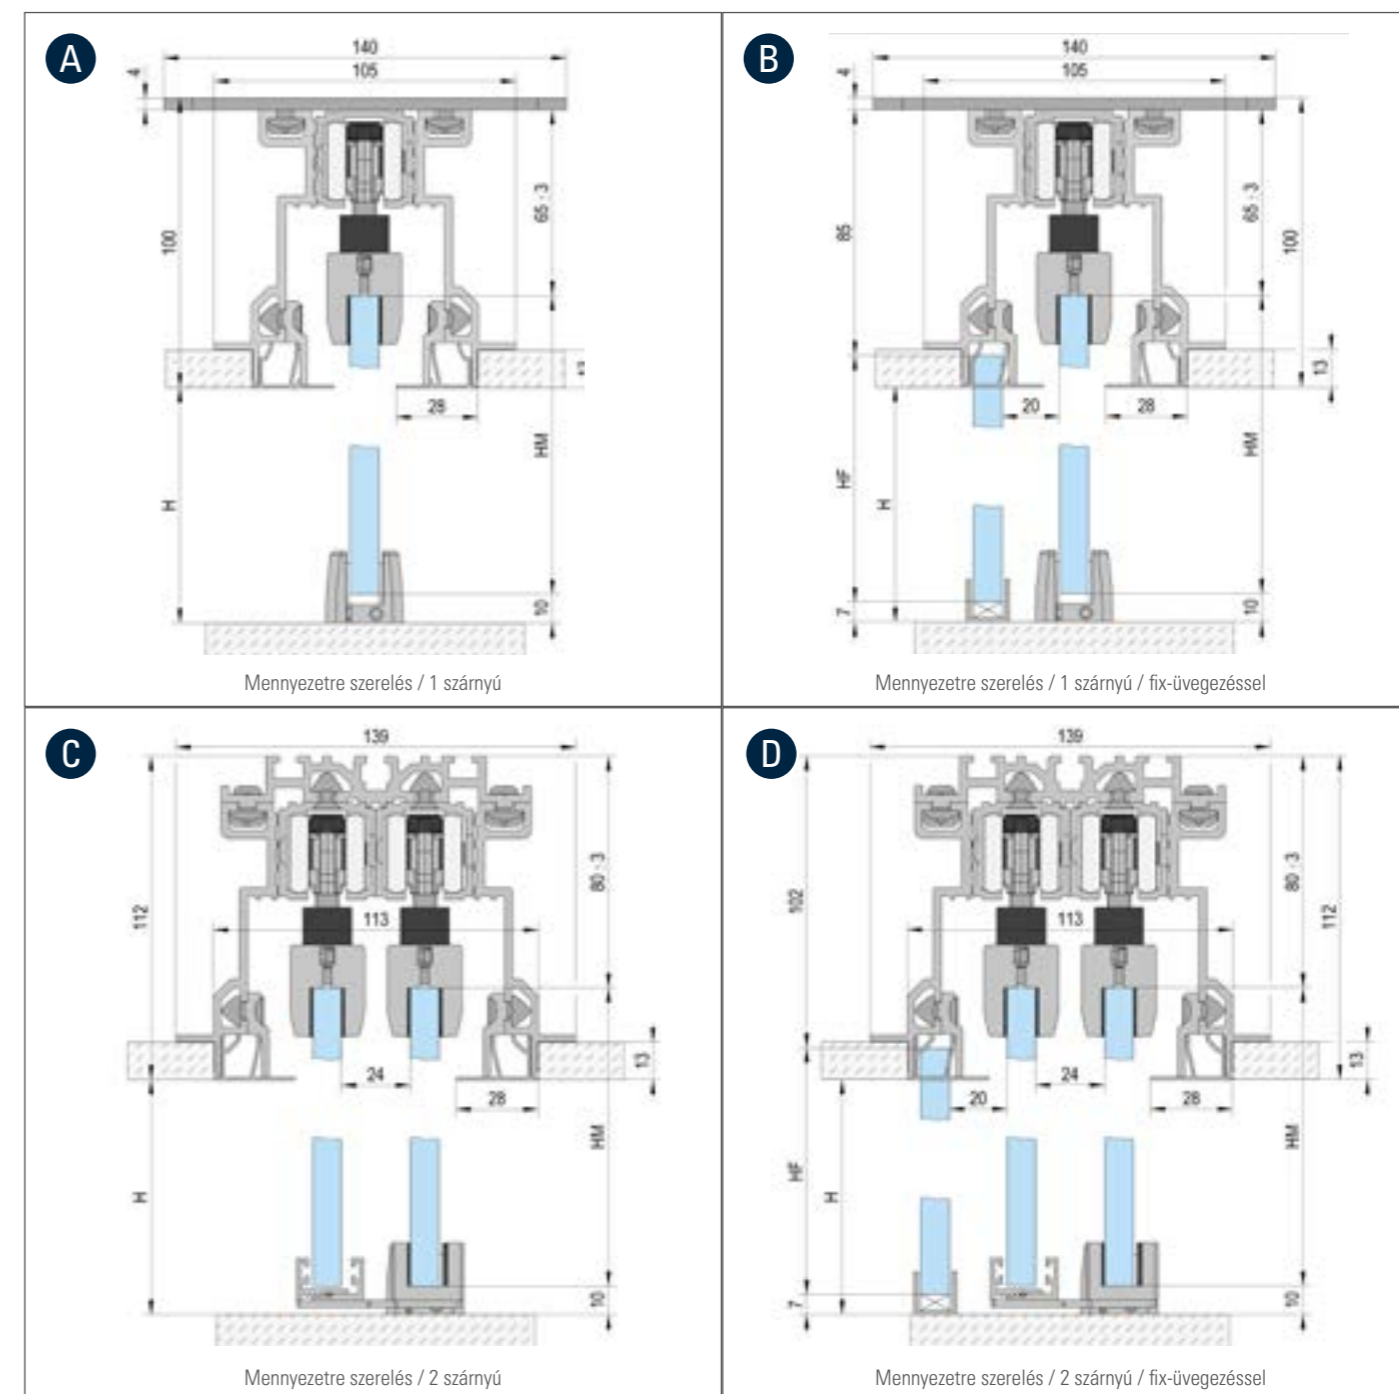 A
140
105
4
100
65 - 3
13
28
HM
H
10
Mennyezetre szerelés / 1 szárnyú
B
140
105
4
85
65 - 3
100
13
20
28
HF
H
HM
7
10
Mennyezetre szerelés / 1 szárnyú / fix-üvegezéssel
C
139
112
80 - 3
113
13
24
28
HM
H
10
Mennyezetre szerelés / 2 szárnyú
D
139
102
80 - 3
112
113
13
20
24
28
HF
H
HM
7
10
Mennyezetre szerelés / 2 szárnyú / fix-üvegezéssel